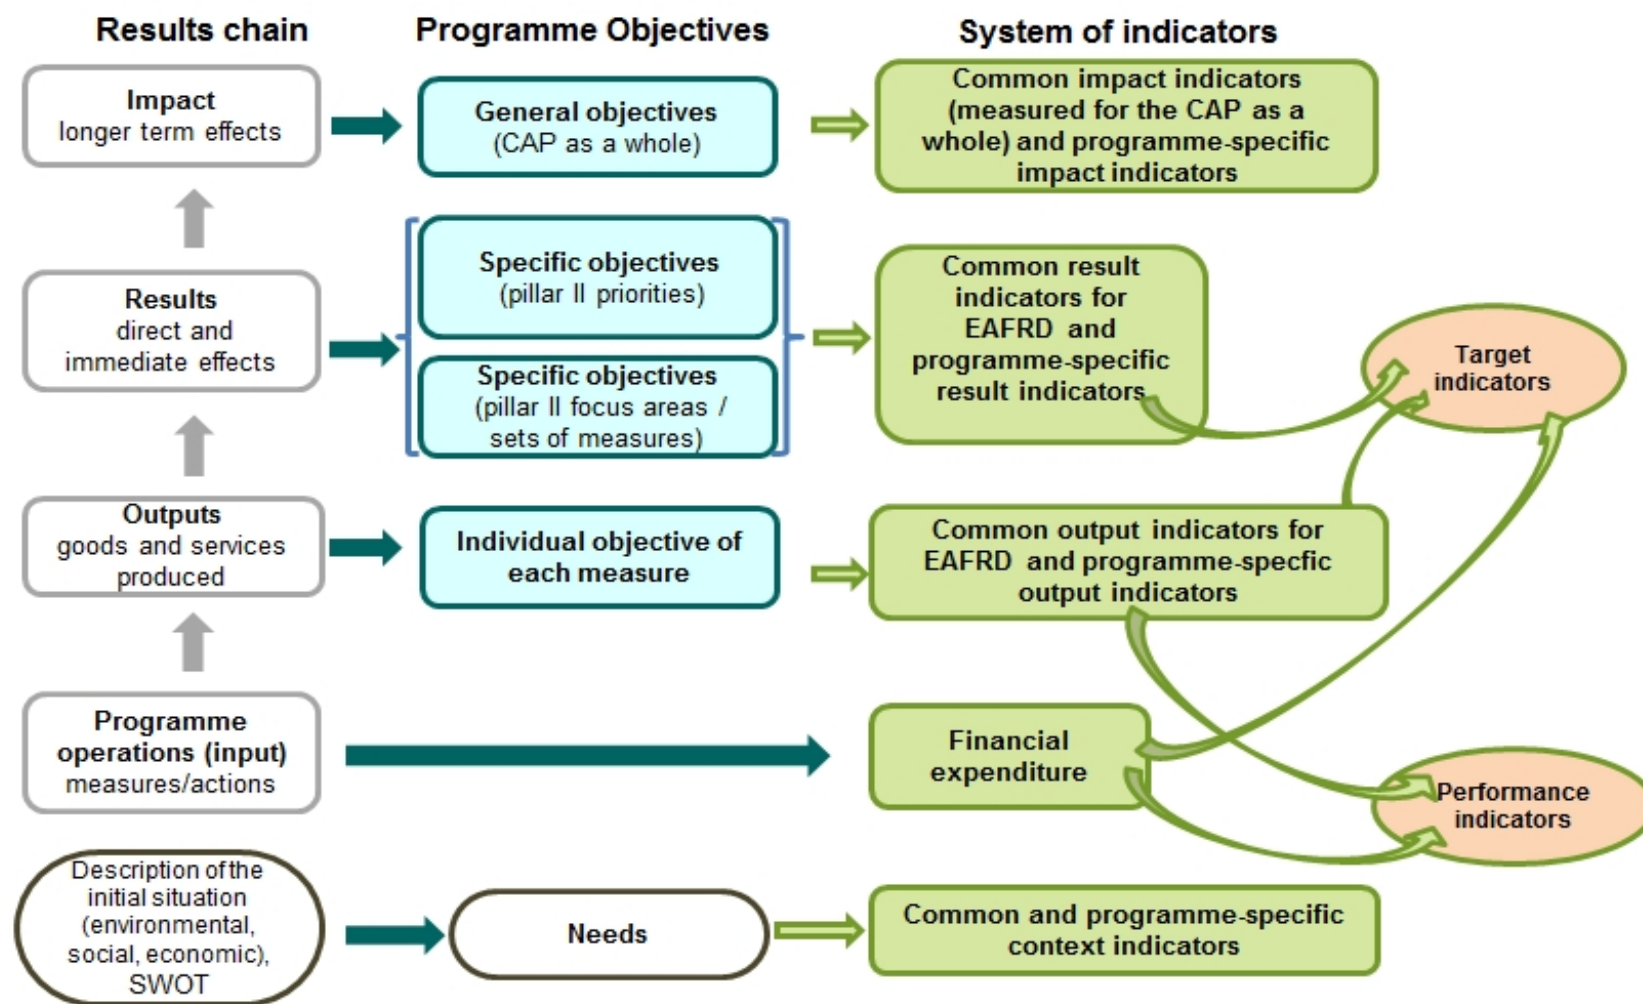 Results chain
Programme Objectives
System of indicators
Impact
longer term effects
General objectives
(CAP as a whole)
Common impact indicators
(measured for the CAP as a
whole) and programme-specific
impact indicators
Results
direct and
immediate effects
Specific objectives
(pillar II priorities)
Specific objectives
(pillar II focus areas /
sets of measures)
Common result
indicators for
EAFRD and
programme-specific
result indicators
Target
indicators
Outputs
goods and services
produced
Individual objective of
each measure
Common output indicators for
EAFRD and programme-specfic
output indicators
Programme
operations (input)
measures/actions
Financial
expenditure
Performance
indicators
Description of the
initial situation
(environmental,
social, economic),
SWOT
Needs
Common and programme-specific
context indicators